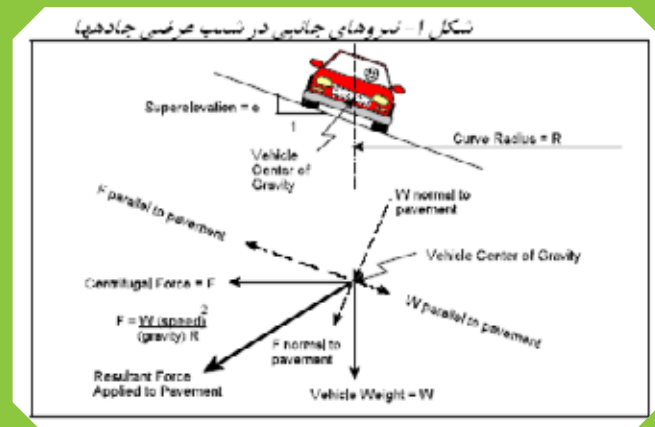 شکل ۱- نیروهای جانبی در شیب عرضی جادهها
Superelevation = e
1
Curve Radius = R
Vehicle
Center of
Gravity
W normal to
pavement
F parallel to pavement
Vehicle Center of Gravity
Centrifugal Force = F
W parallel to pavement
F = W (speed)²
(gravity) R
F normal to
pavement
Resultant Force
Applied to Pavement
Vehicle Weight = W